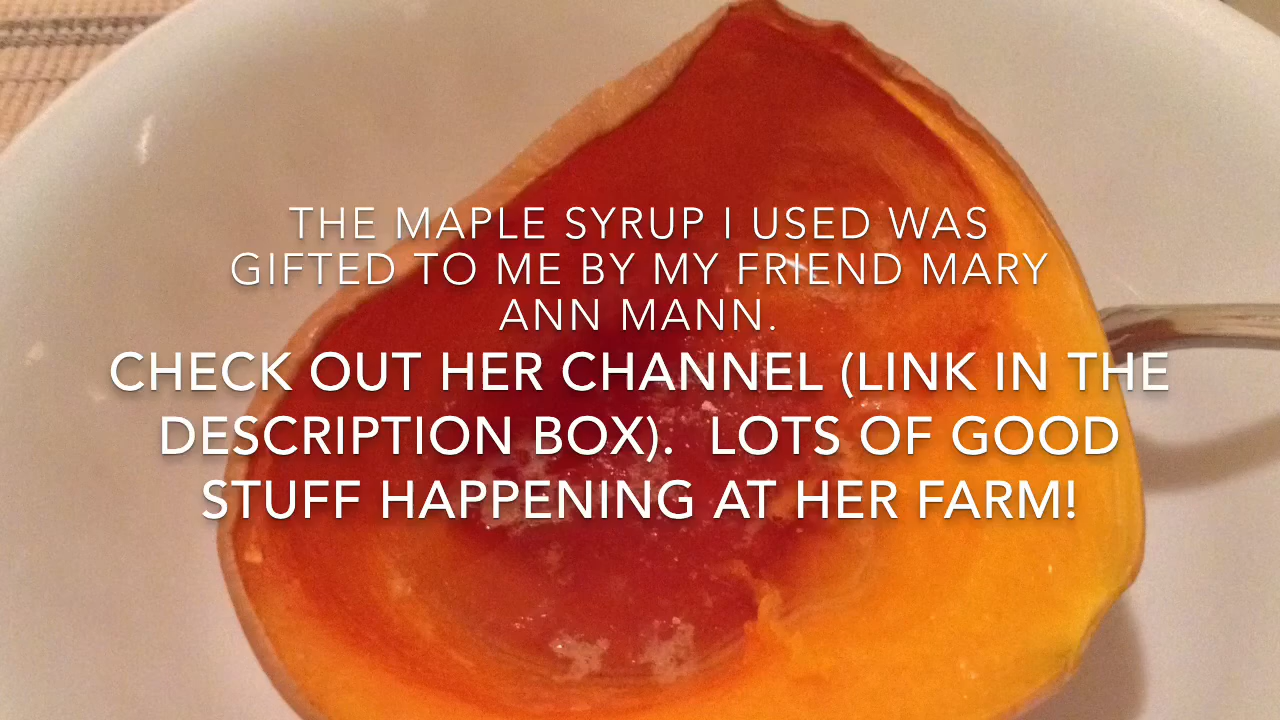 THE MAPLE SYRUP I USED WAS
GIFTED TO ME BY MY FRIEND MARY
ANN MANN.
CHECK OUT HER CHANNEL (LINK IN THE
DESCRIPTION BOX).  LOTS OF GOOD
STUFF HAPPENING AT HER FARM!